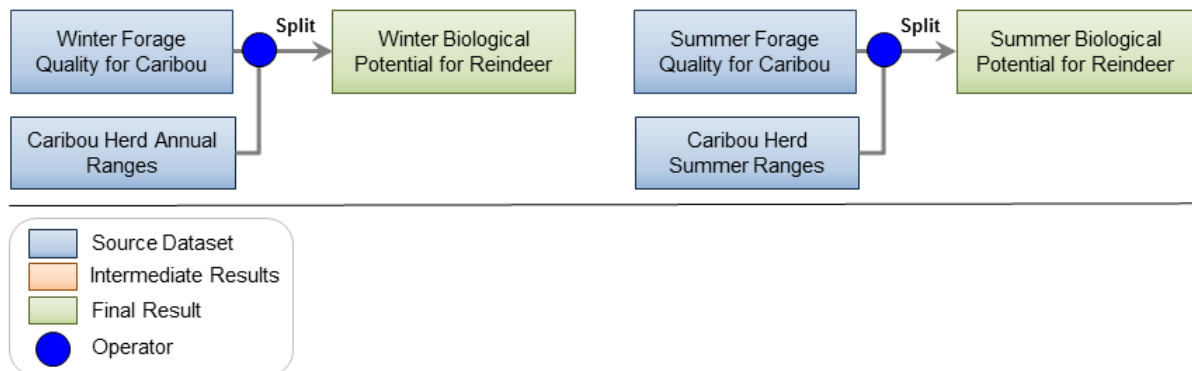 Winter Forage
Quality for Caribou
Split
Winter Biological
Potential for Reindeer
Caribou Herd Annual
Ranges
Summer Forage
Quality for Caribou
Split
Summer Biological
Potential for Reindeer
Caribou Herd
Summer Ranges
Source Dataset
Intermediate Results
Final Result
Operator